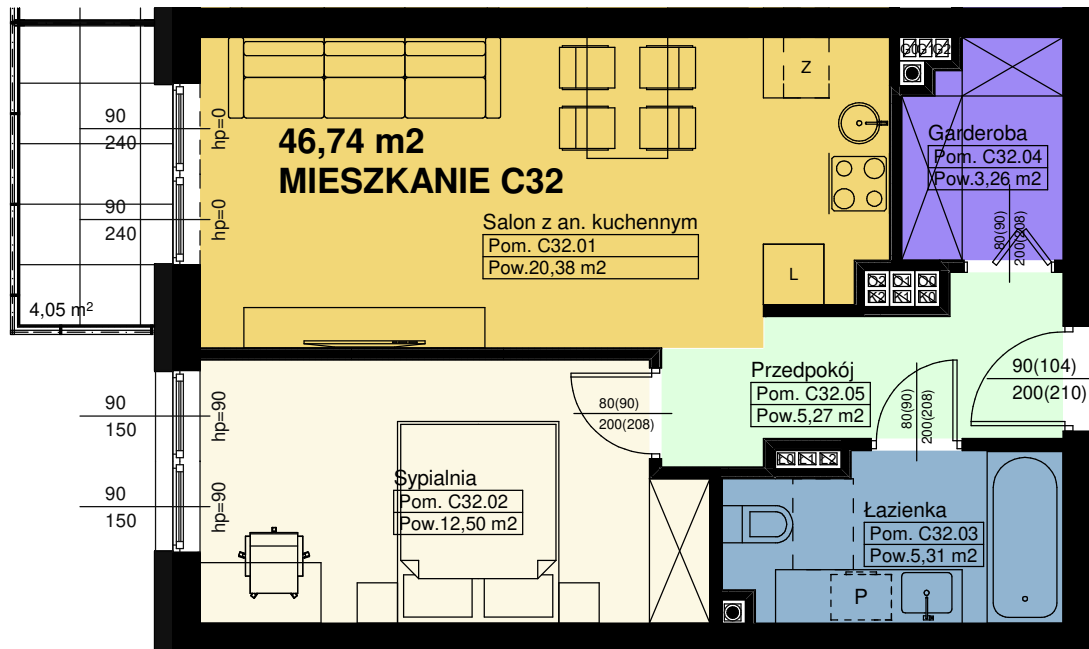 46,74 m2
MIESZKANIE C32
Salon z an. kuchennym
Pom. C32.01
Pow.20,38 m2
Garderoba
Pom. C32.04
Pow.3,26 m2
Przedpokój
Pom. C32.05
Pow.5,27 m2
Sypialnia
Pom. C32.02
Pow.12,50 m2
Łazienka
Pom. C32.03
Pow.5,31 m2
4,05 m²
90
240
hp=0
90
240
hp=0
90
150
hp=90
90
150
hp=90
80(90)
200(208)
80(90)
200(208)
80(90)
200(208)
90(104)
200(210)
Z
L
P